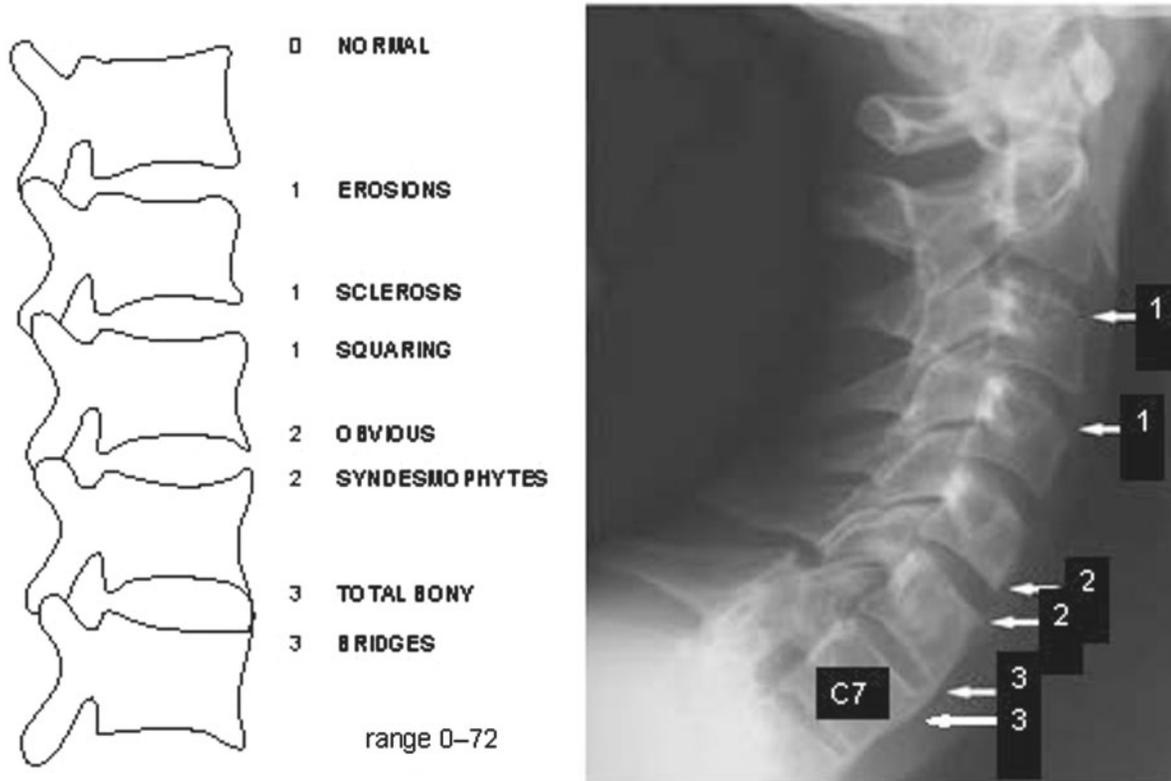 0 NORMAL
1 EROSIONS
1 SCLEROSIS
1 SQUARING
2 OBVIOUS
2 SYNDESMOPHYTES
3 TOTAL BONY
3 BRIDGES
range 0–72
1
1
2
2
C7
3
3